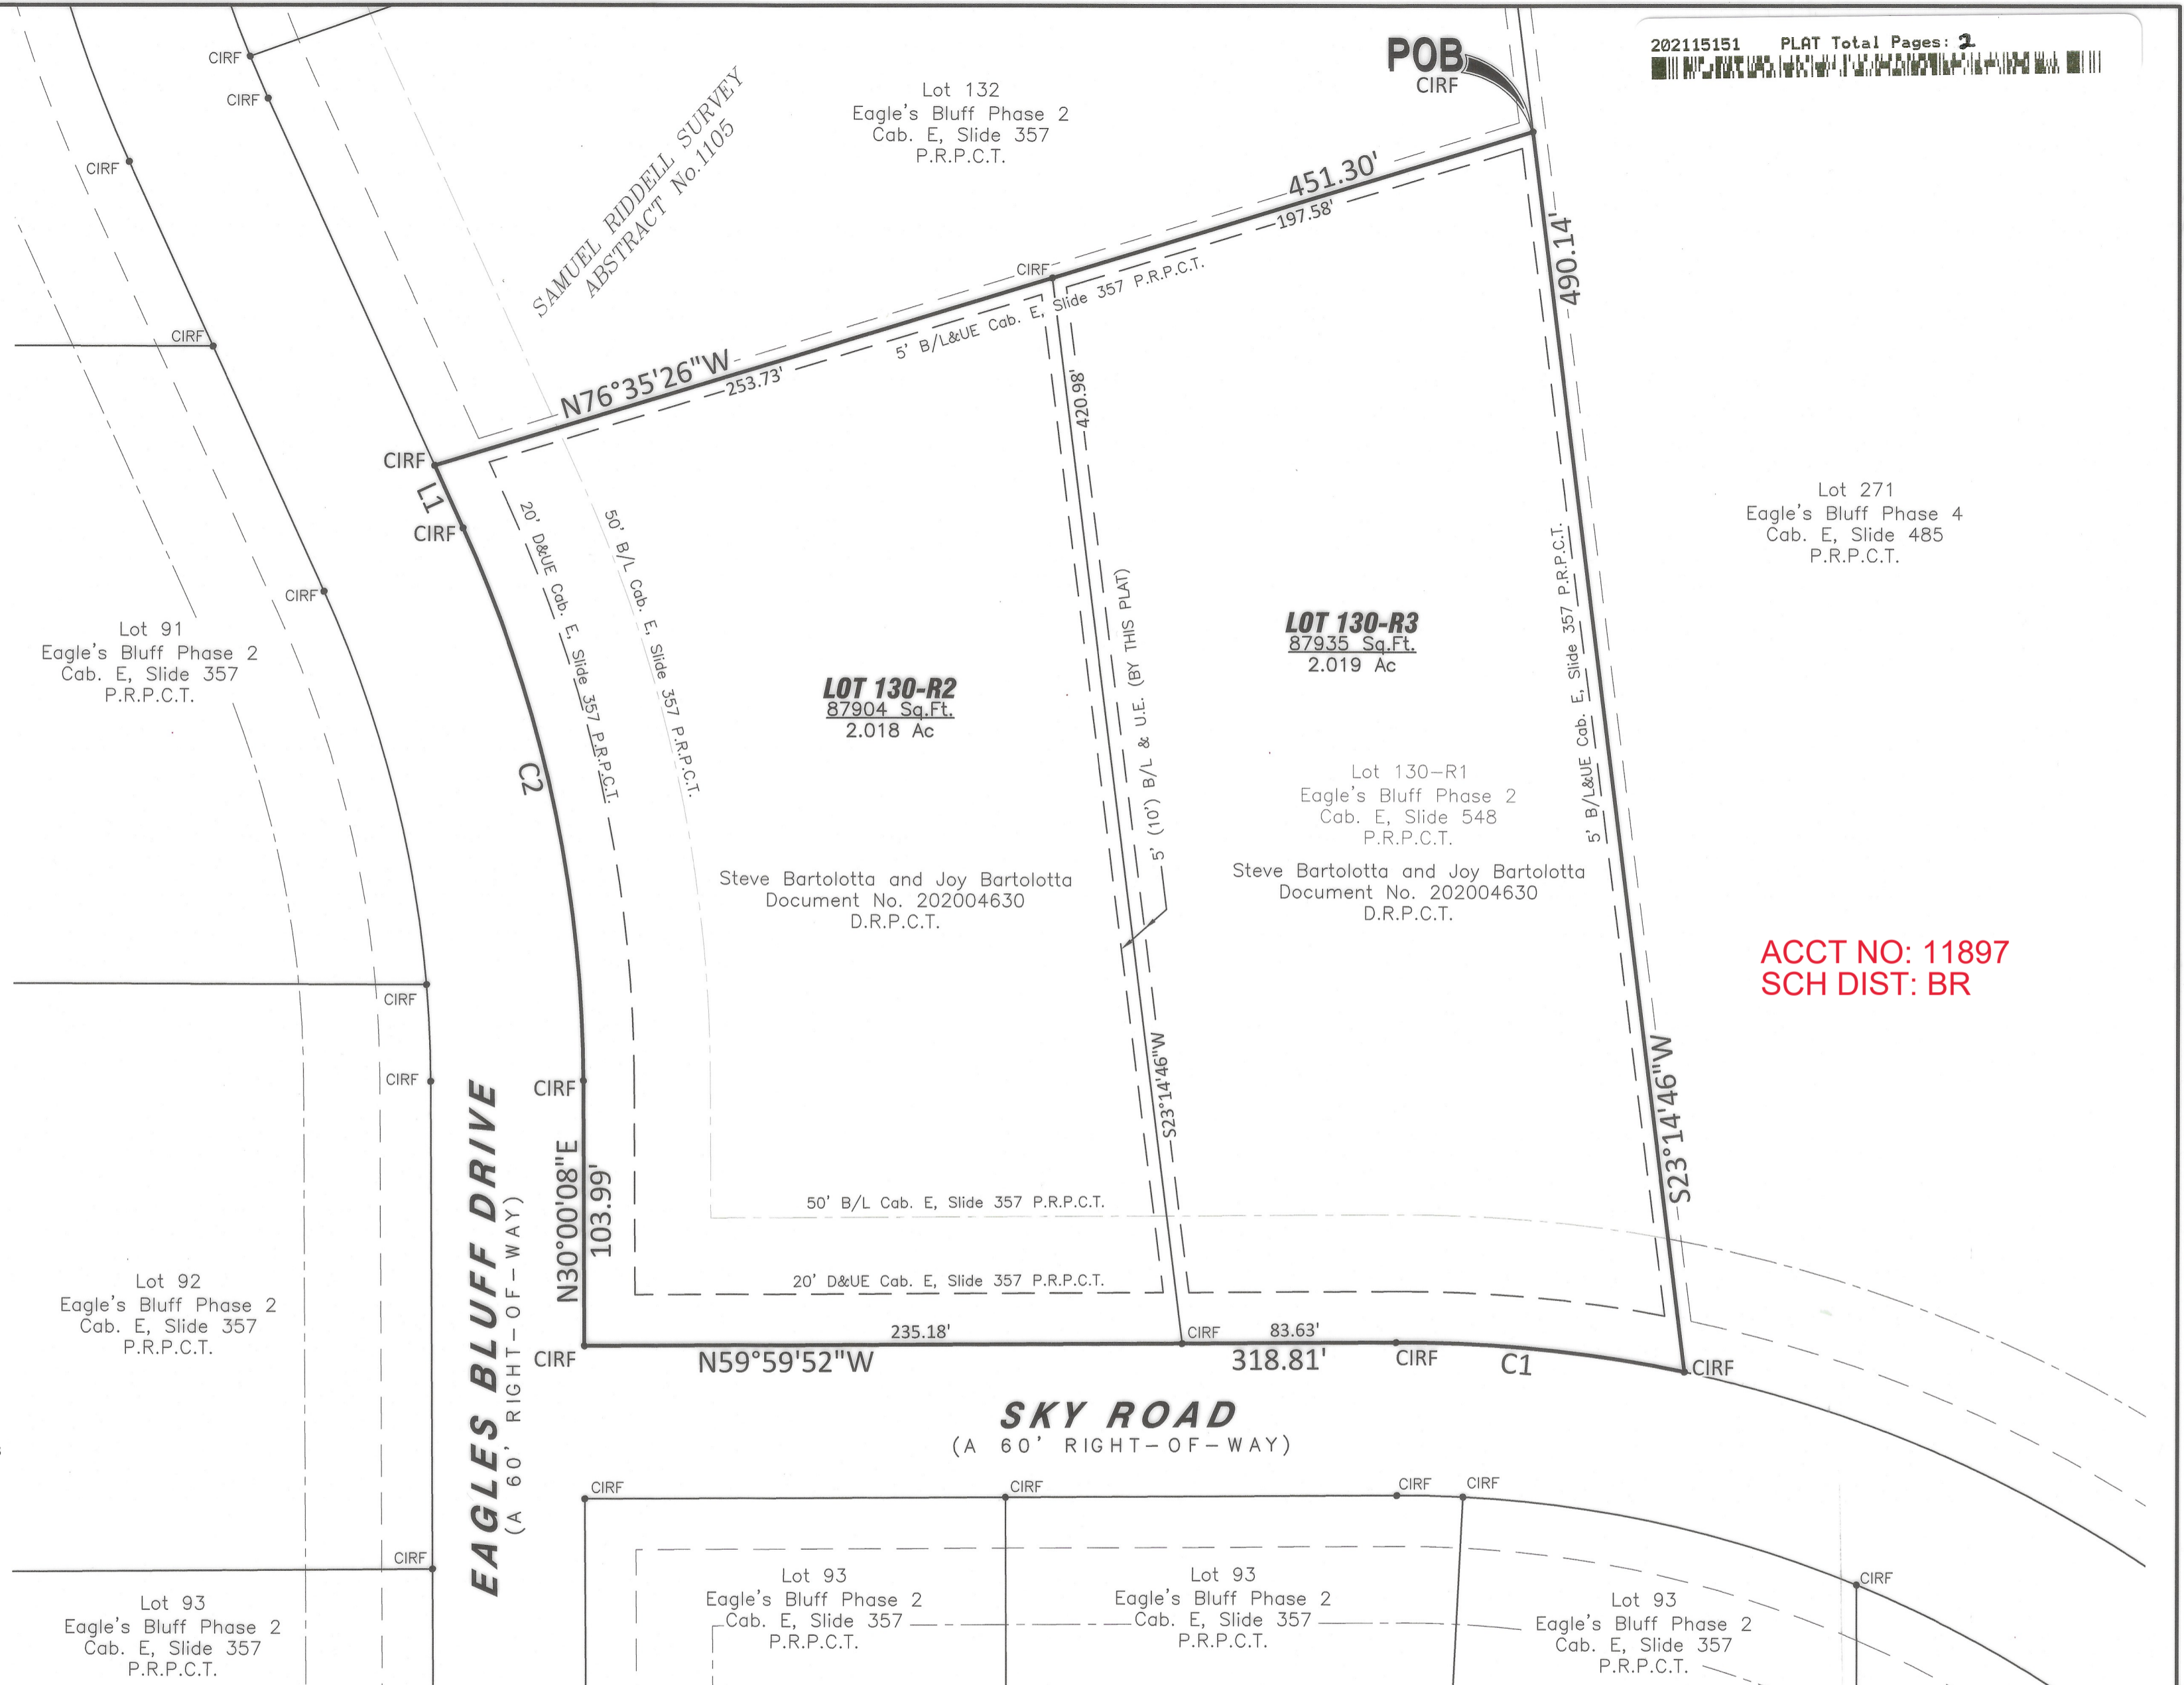 202115151 PLAT Total Pages: 2
POB
CIRF
CIRF
CIRF
CIRF
CIRF
CIRF
SAMUEL RIDDELL SURVEY
ABSTRACT No.1105
Lot 132
Eagle's Bluff Phase 2
Cab. E, Slide 357
P.R.P.C.T.
451.30'
197.58'
490.14'
CIRF
5' B/L&UE Cab. E, Slide 357 P.R.P.C.T.
N76°35'26"W
253.73'
420.98'
CIRF
L1
CIRF
20' D&UE Cab. E, Slide 357 P.R.P.C.T.
50' B/L Cab. E, Slide 357 P.R.P.C.T.
C2
Lot 271
Eagle's Bluff Phase 4
Cab. E, Slide 485
P.R.P.C.T.
Lot 91
Eagle's Bluff Phase 2
Cab. E, Slide 357
P.R.P.C.T.
LOT 130-R2
87904 Sq.Ft.
2.018 Ac
5' (10') B/L & U.E. (BY THIS PLAT)
LOT 130-R3
87935 Sq.Ft.
2.019 Ac
5' B/L&UE Cab. E, Slide 357 P.R.P.C.T.
Lot 130-R1
Eagle's Bluff Phase 2
Cab. E, Slide 548
P.R.P.C.T.
Steve Bartolotta and Joy Bartolotta
Document No. 202004630
D.R.P.C.T.
Steve Bartolotta and Joy Bartolotta
Document No. 202004630
D.R.P.C.T.
ACCT NO: 11897
SCH DIST: BR
CIRF
CIRF
CIRF
S23°14'46"W
S23°14'46"W
N30°00'08"E
103.99'
50' B/L Cab. E, Slide 357 P.R.P.C.T.
20' D&UE Cab. E, Slide 357 P.R.P.C.T.
EAGLES BLUFF DRIVE
(A 60' RIGHT-OF-WAY)
Lot 92
Eagle's Bluff Phase 2
Cab. E, Slide 357
P.R.P.C.T.
235.18'
CIRF
83.63'
CIRF
N59°59'52"W
318.81'
CIRF
C1
CIRF
SKY ROAD
(A 60' RIGHT-OF-WAY)
CIRF
CIRF
CIRF
CIRF
CIRF
CIRF
Lot 93
Eagle's Bluff Phase 2
Cab. E, Slide 357
P.R.P.C.T.
Lot 93
Eagle's Bluff Phase 2
Cab. E, Slide 357
P.R.P.C.T.
Lot 93
Eagle's Bluff Phase 2
Cab. E, Slide 357
P.R.P.C.T.
Lot 93
Eagle's Bluff Phase 2
Cab. E, Slide 357
P.R.P.C.T.